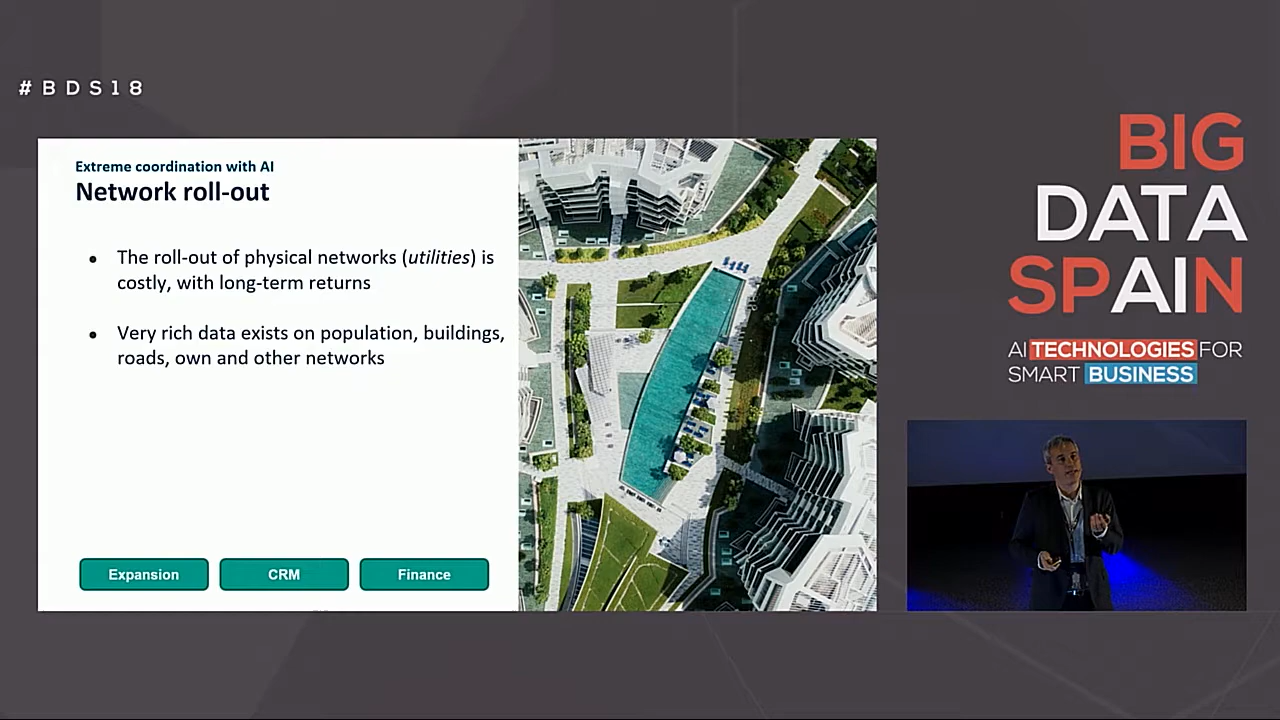 #BDS18
Extreme coordination with AI
Network roll-out
• The roll-out of physical networks (utilities) is
costly, with long-term returns
• Very rich data exists on population, buildings,
roads, own and other networks
Expansion
CRM
Finance
BIG
DATA
SPAIN
AI TECHNOLOGIES FOR
SMART BUSINESS